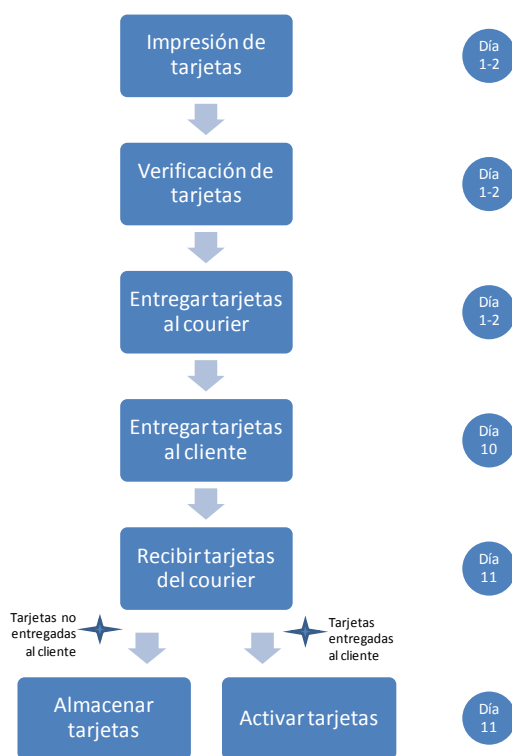 Impresión de
tarjetas
Día
1-2
Verificación de
tarjetas
Día
1-2
Entregar tarjetas
al courier
Día
1-2
Entregar tarjetas
al cliente
Día
10
Recibir tarjetas
del courier
Día
11
Tarjetas no
entregadas
al cliente
Tarjetas
entregadas
al cliente
Almacenar
tarjetas
Activar tarjetas
Día
11